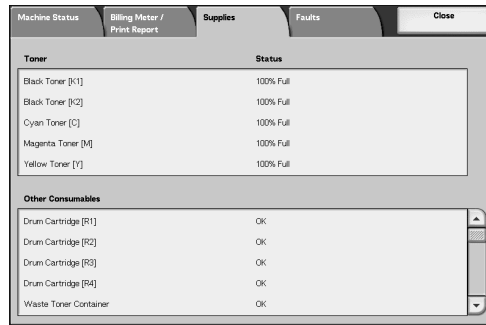 Machine Status
Billing Meter /
Print Report
Supplies
Faults
Close
Toner Status
Black Toner [K1] 100% Full
Black Toner [K2] 100% Full
Cyan Toner [C] 100% Full
Magenta Toner [M] 100% Full
Yellow Toner [Y] 100% Full
Other Consumables
Drum Cartridge [R1] OK
Drum Cartridge [R2] OK
Drum Cartridge [R3] OK
Drum Cartridge [R4] OK
Waste Toner Container OK